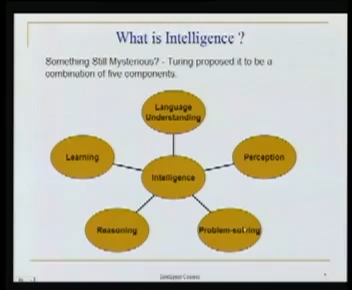 What is Intelligence ?
Something Still Mysterious? - Turing proposed it to be a
combination of five components.
Language
Understanding
Learning
Perception
Intelligence
Reasoning
Problem-solving